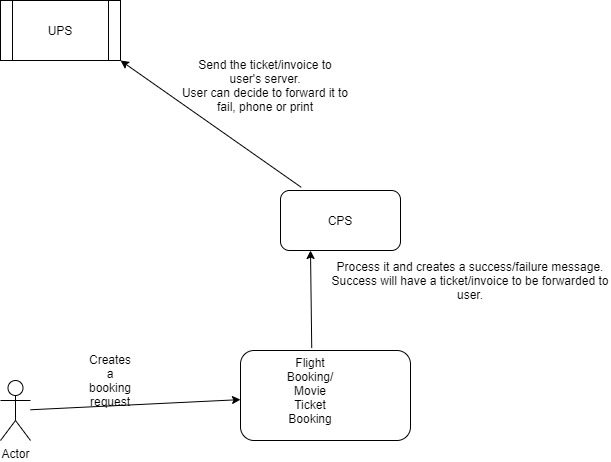 UPS
Send the ticket/invoice to
user's server.
User can decide to forward it to
fail, phone or print
CPS
Process it and creates a success/failure message.
Success will have a ticket/invoice to be forwarded to
user.
Creates
a
booking
request
Flight
Booking/
Movie
Ticket
Booking
Actor